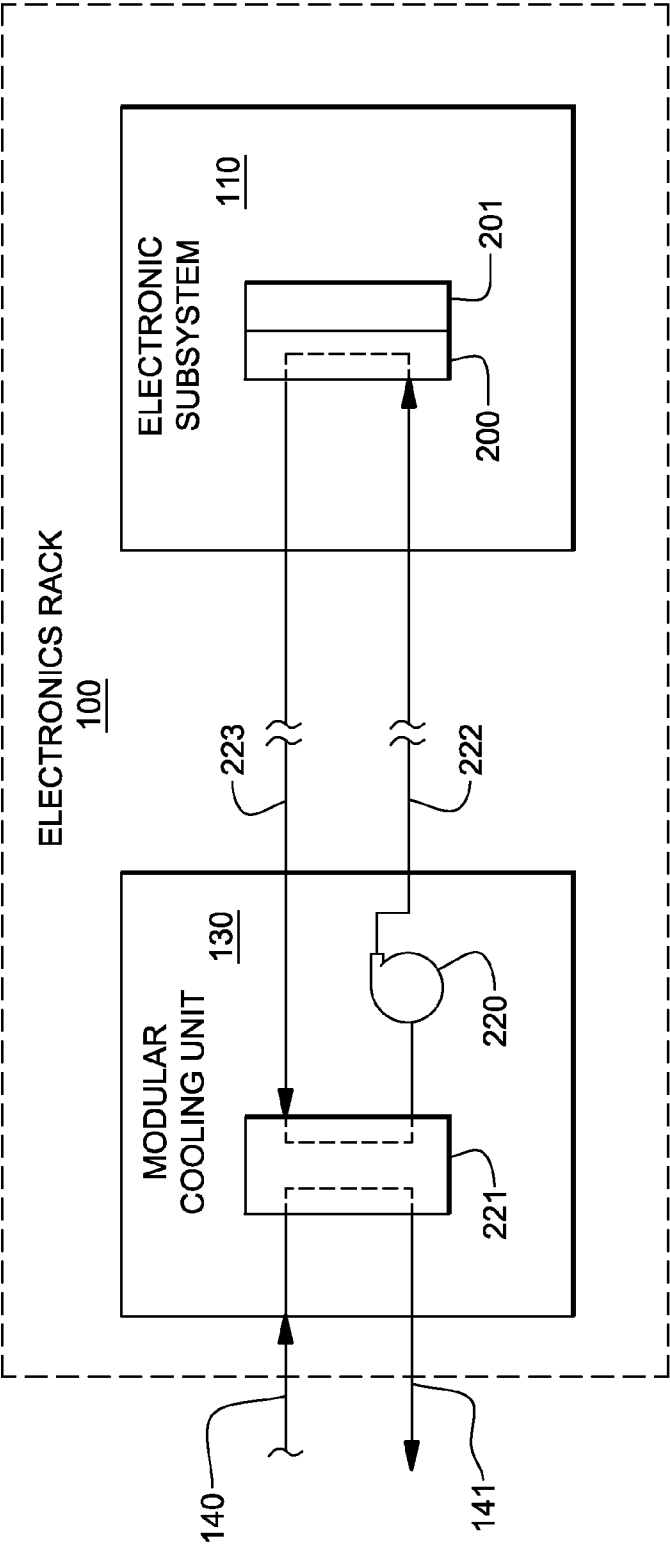 ELECTRONICS RACK
100
MODULAR
COOLING UNIT
130
ELECTRONIC
SUBSYSTEM
110
223
222
140
141
221
220
200
201